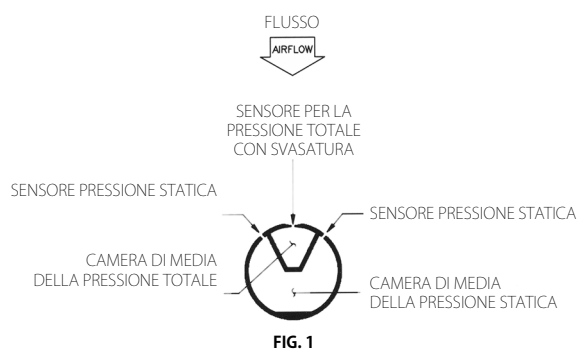 FLUSSO
AIRFLOW
SENSORE PER LA
PRESSIONE TOTALE
CON SVASATURA
SENSORE PRESSIONE STATICA
SENSORE PRESSIONE STATICA
CAMERA DI MEDIA
DELLA PRESSIONE TOTALE
CAMERA DI MEDIA
DELLA PRESSIONE STATICA
FIG. 1